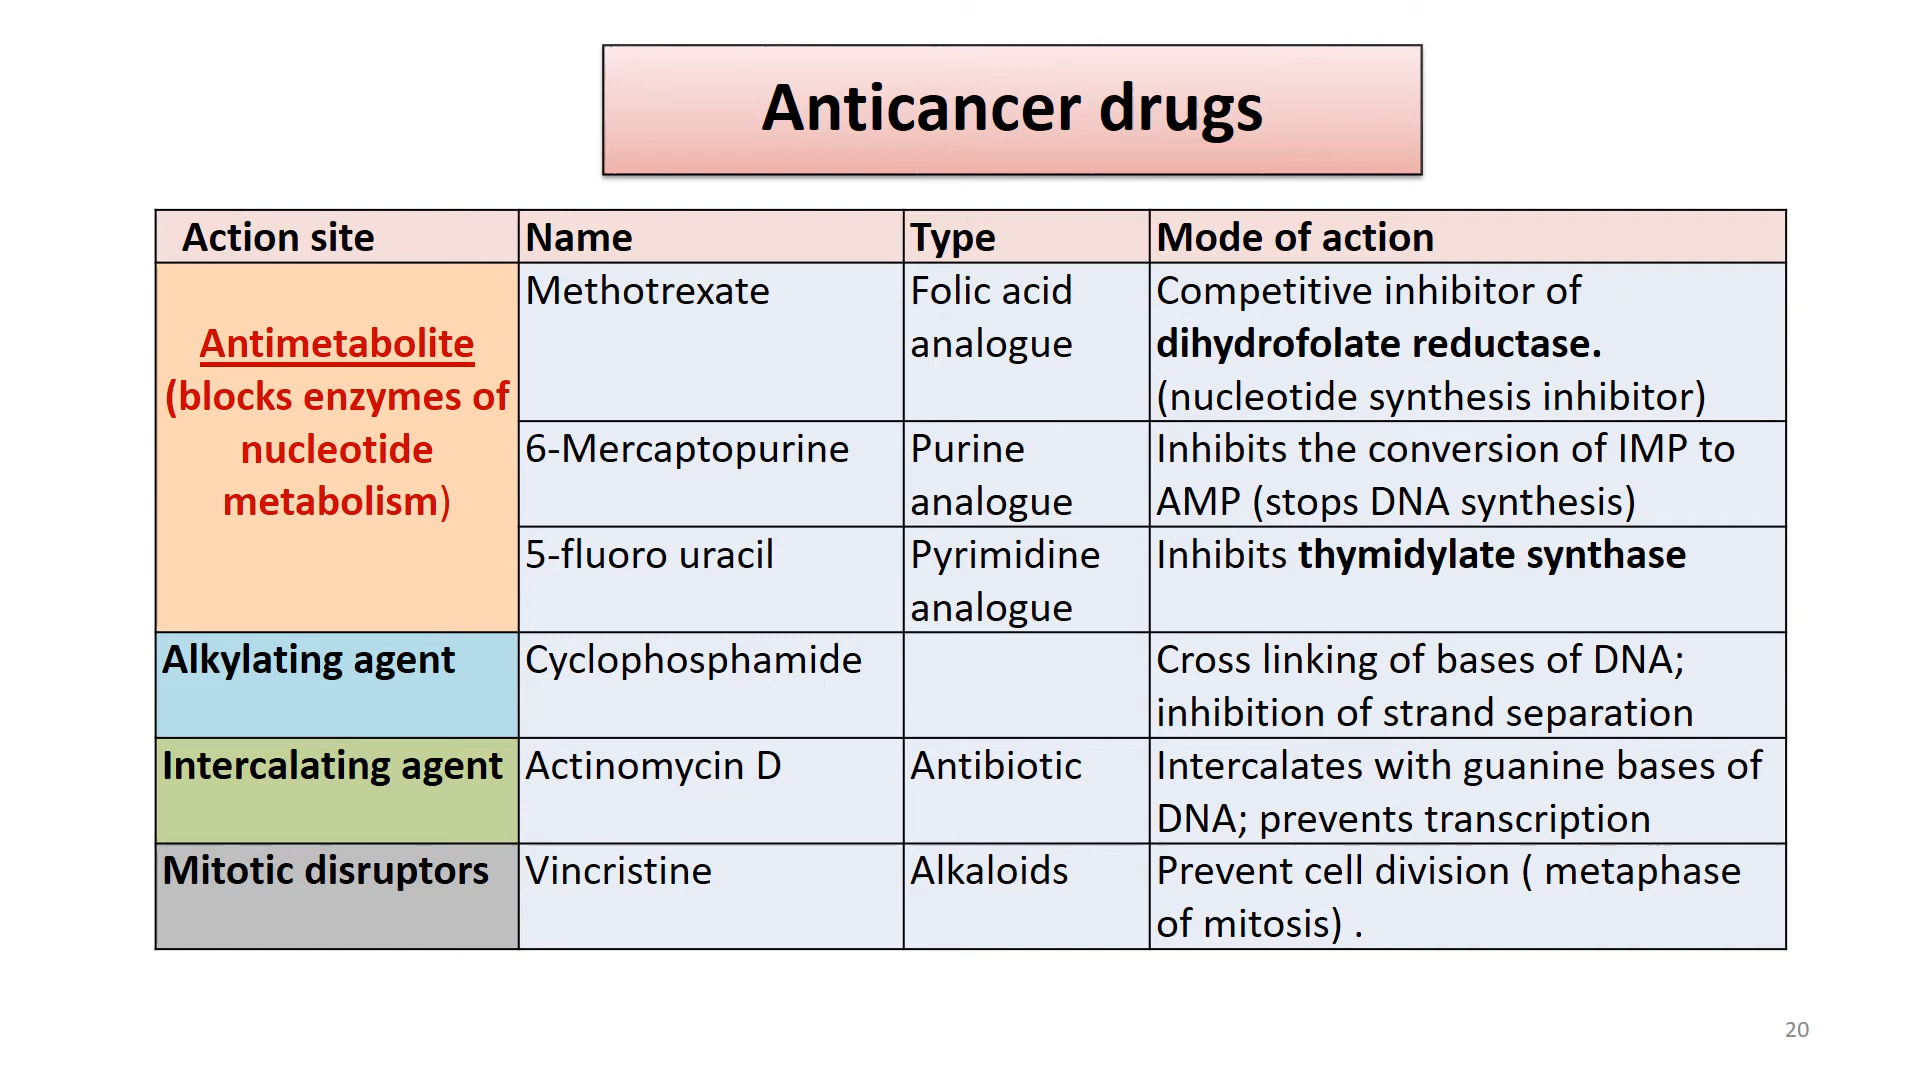 Anticancer drugs
Action site
Name
Type
Mode of action
Antimetabolite
(blocks enzymes of
nucleotide
metabolism)
Methotrexate
Folic acid
analogue
Competitive inhibitor of
dihydrofolate reductase.
(nucleotide synthesis inhibitor)
6-Mercaptopurine
Purine
analogue
Inhibits the conversion of IMP to
AMP (stops DNA synthesis)
5-fluoro uracil
Pyrimidine
analogue
Inhibits thymidylate synthase
Alkylating agent
Cyclophosphamide
Cross linking of bases of DNA;
inhibition of strand separation
Intercalating agent
Actinomycin D
Antibiotic
Intercalates with guanine bases of
DNA; prevents transcription
Mitotic disruptors
Vincristine
Alkaloids
Prevent cell division ( metaphase
of mitosis) .
20